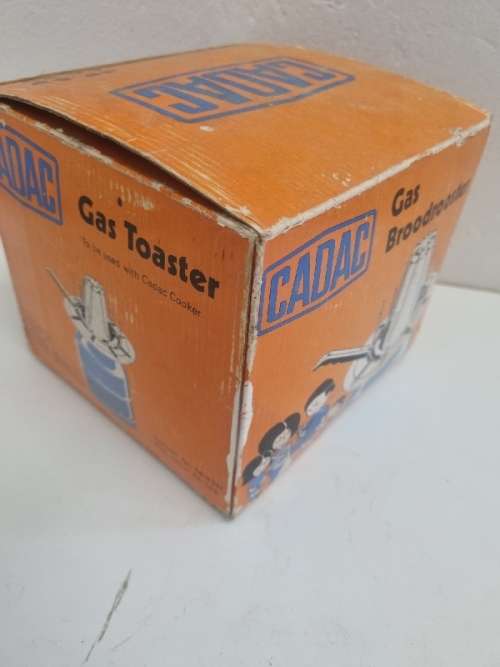 CADAC
CADAC
Gas Toaster
To be used with Cadac Cooker
CADAC
Gas
Broodrooster